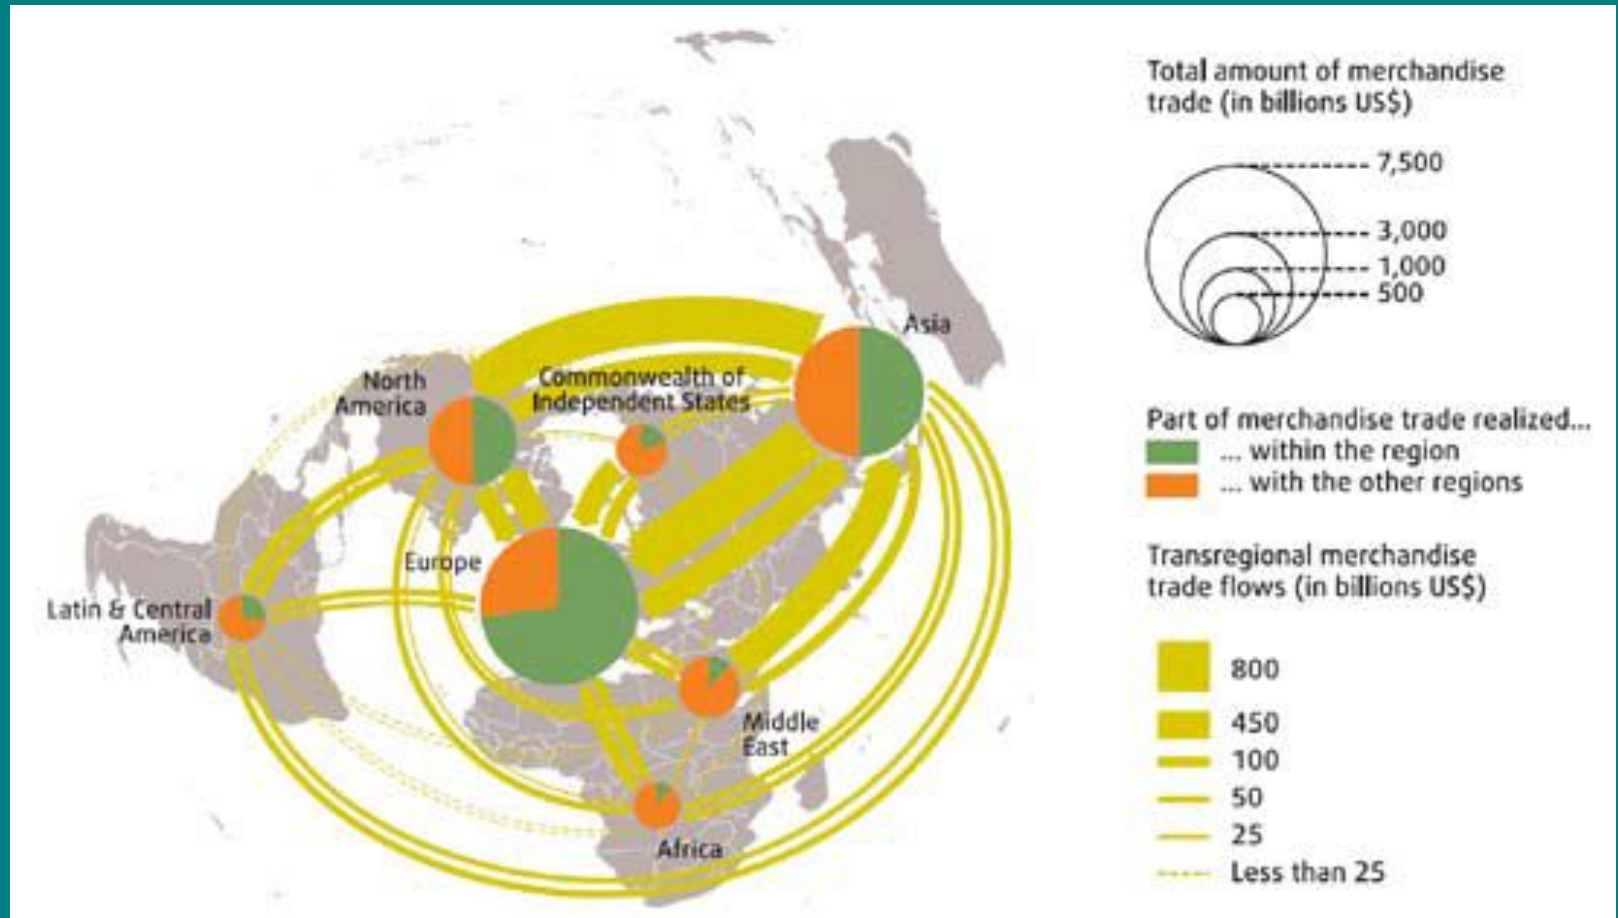 Total amount of merchandise
trade (in billions US$)
7,500
3,000
1,000
500
Asia
North
America
Commonwealth of
Independent States
Part of merchandise trade realized...
... within the region
... with the other regions
Europe
Transregional merchandise
trade flows (in billions US$)
Latin & Central
America
800
450
100
50
25
Less than 25
Middle
East
Africa